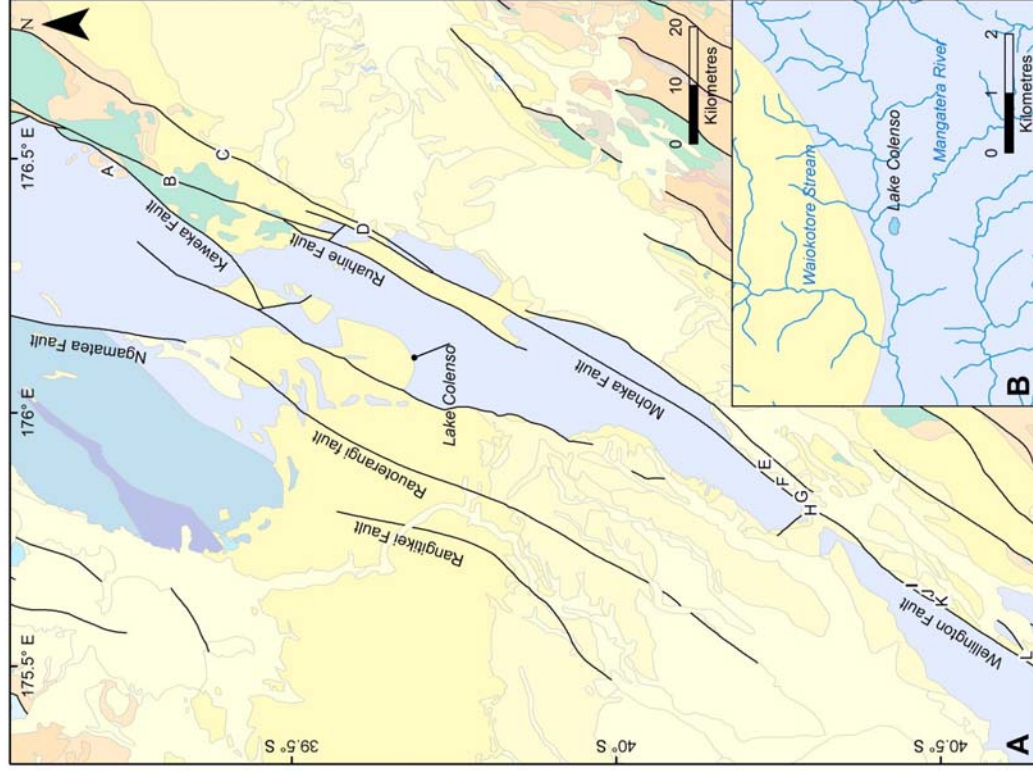 175.5° E
176° E
176.5° E
N
Ngamatea Fault
Kaweka Fault
Ruahine Fault
Rauoterangi fault
Rangitikei Fault
Mohaka Fault
Wellington Fault
Lake Colenso
A
B
C
D
E
F
G
H
I
J
K
L
39.5° S
40° S
40.5° S
0 10 20
Kilometres
A
Waiokotore Stream
Lake Colenso
Mangatera River
0 1 2
Kilometres
B